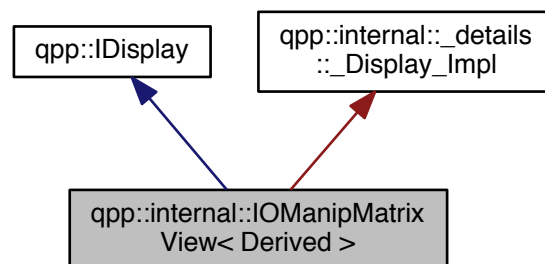 qpp::IDisplay
qpp::internal::_details
::_Display_Impl
qpp::internal::IOManipMatrix
View< Derived >